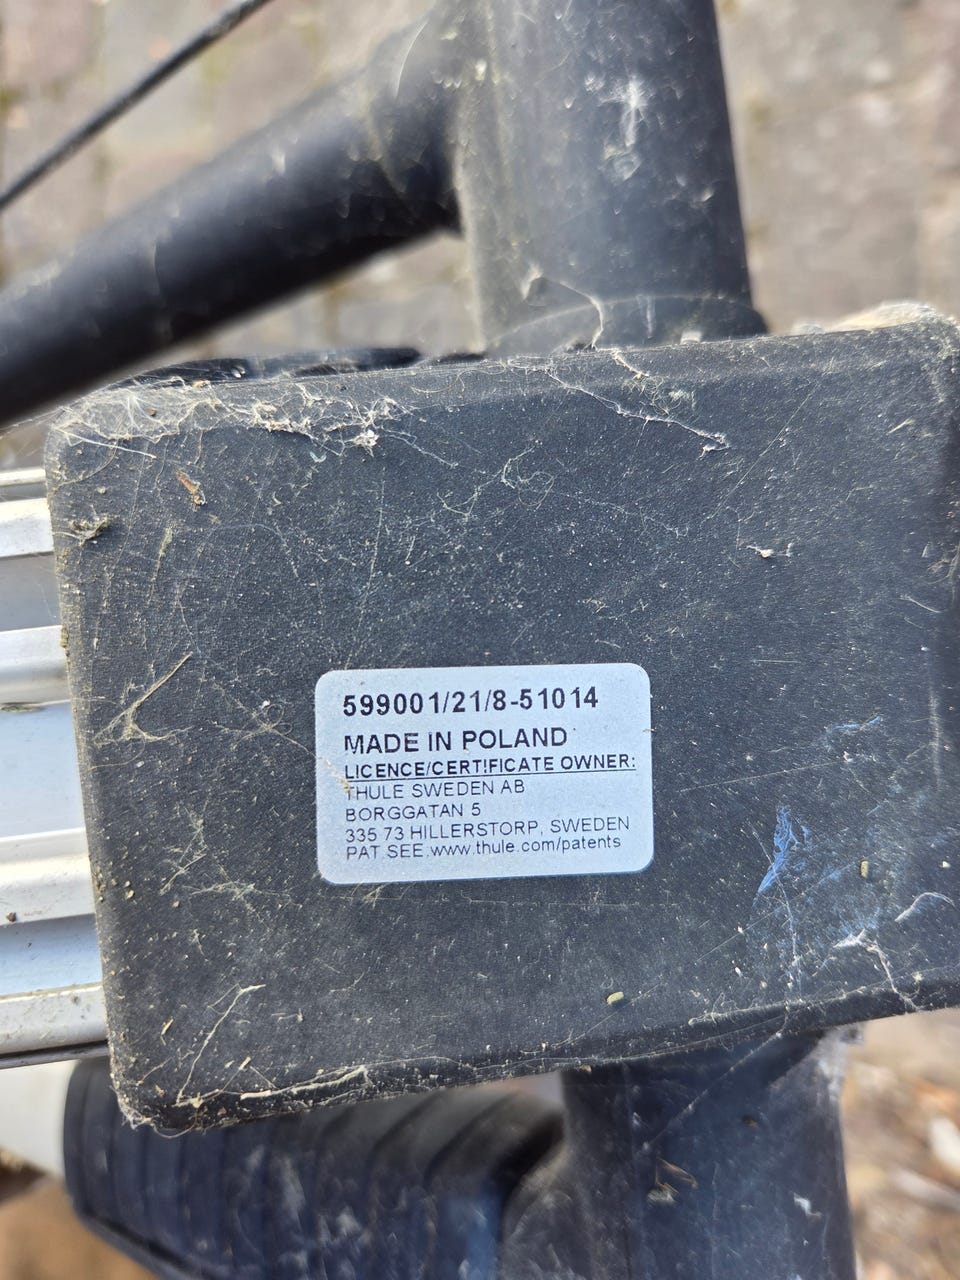 599001/21/8-51014
MADE IN POLAND
LICENCE/CERTIFICATE OWNER:
THULE SWEDEN AB
BORGGATAN 5
335 73 HILLERSTORP, SWEDEN
PAT SEE:www.thule.com/patents